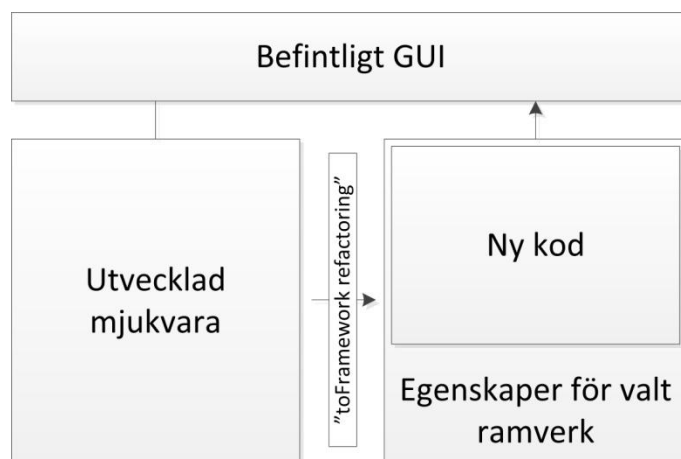 Befintligt GUI
Utvecklad
mjukvara
”toFramework refactoring”
Ny kod
Egenskaper för valt
ramverk